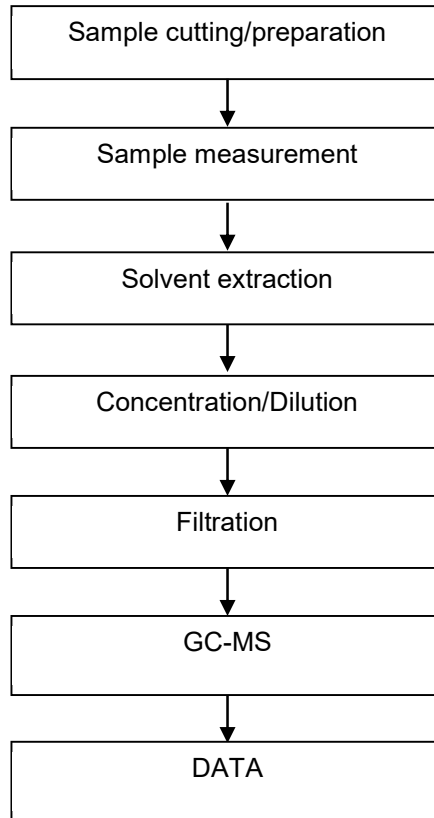 Sample cutting/preparation
Sample measurement
Solvent extraction
Concentration/Dilution
Filtration
GC-MS
DATA